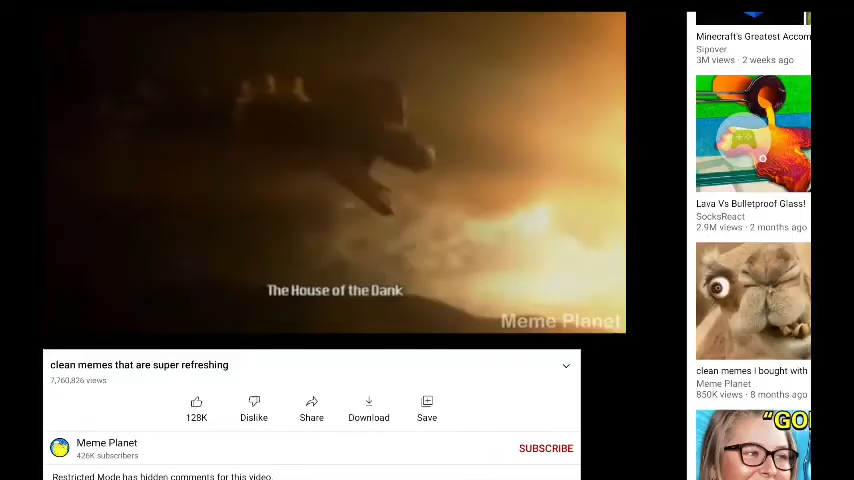 The House of the Dank
Meme Planet
clean memes that are super refreshing
7,760,826 views
128K
Dislike
Share
Download
Save
Meme Planet
426K subscribers
SUBSCRIBE
Restricted Mode has hidden comments for this video.
Minecraft's Greatest Accom
Sipover
3M views · 2 weeks ago
Lava Vs Bulletproof Glass!
SocksReact
2.9M views · 2 months ago
clean memes I bought with
Meme Planet
850K views · 8 months ago
"GO